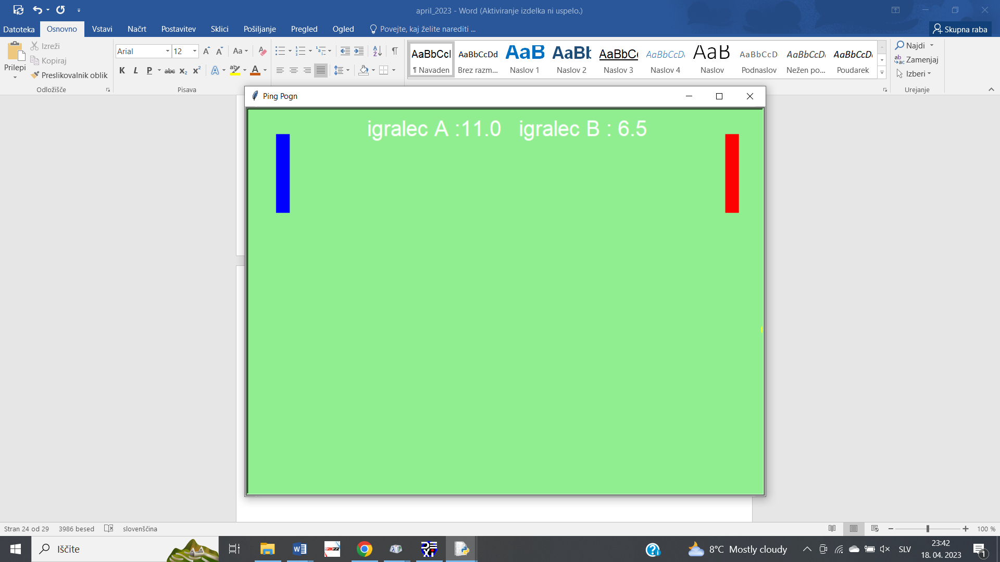 april_2023 - Word (Aktiviranje izdelka ni uspelo.)
Datoteka Osnovno Vstavi Načrt Postavitev Sklici Pošiljanje Pregled Ogled Povejte, kaj želite narediti ... Skupna raba
Prilepi
Izreži
Kopiraj
Preslikovalnik oblik
Odložišče
Arial 12
Aa
K L P abc x₂ x² A ab A
Pisava
AaBbCcI AaBbCcDd AaB AaBb AaBbC AaBbCcD AaB AaBbCcD AaBbCcD AaBbCcD
¶ Navaden Brez razm... Naslov 1 Naslov 2 Naslov 3 Naslov 4 Naslov Podnaslov Nežen po... Poudarek
Najdi
Zamenjaj
Izberi
Urejanje
Ping Pogn
igralec A :11.0 igralec B : 6.5
Stran 24 od 29 3986 besed slovenščina 100 %
Iščite
2K22
8°C Mostly cloudy SLV
23:42
18. 04. 2023
1